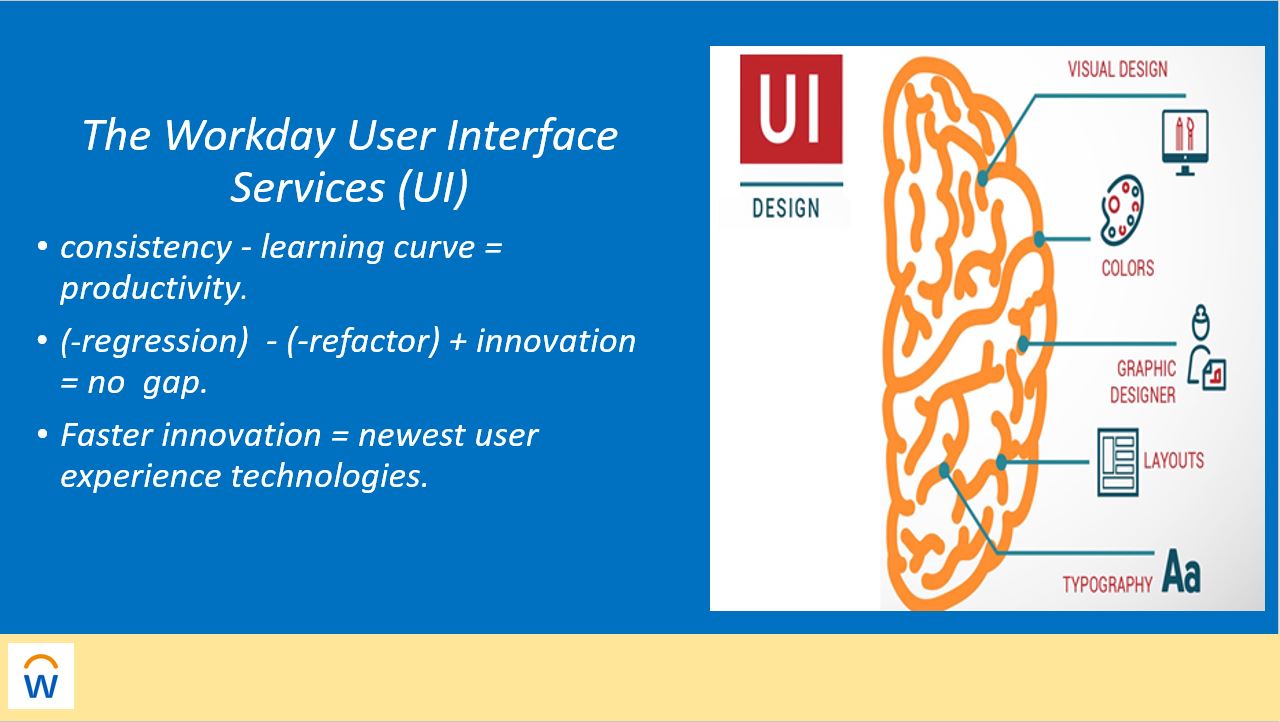 The Workday User Interface
Services (UI)
• consistency - learning curve =
productivity.
• (-regression)  - (-refactor) + innovation
= no  gap.
• Faster innovation = newest user
experience technologies.
UI
DESIGN
VISUAL DESIGN
COLORS
GRAPHIC
DESIGNER
LAYOUTS
TYPOGRAPHY Aa
W